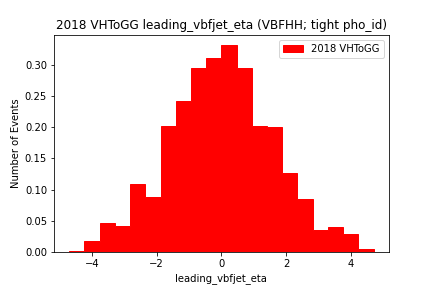 2018 VHToGG leading_vbfjet_eta (VBFHH; tight pho_id)
2018 VHToGG
Number of Events
0.30
0.25
0.20
0.15
0.10
0.05
0.00
−4 −2 0 2 4
leading_vbfjet_eta